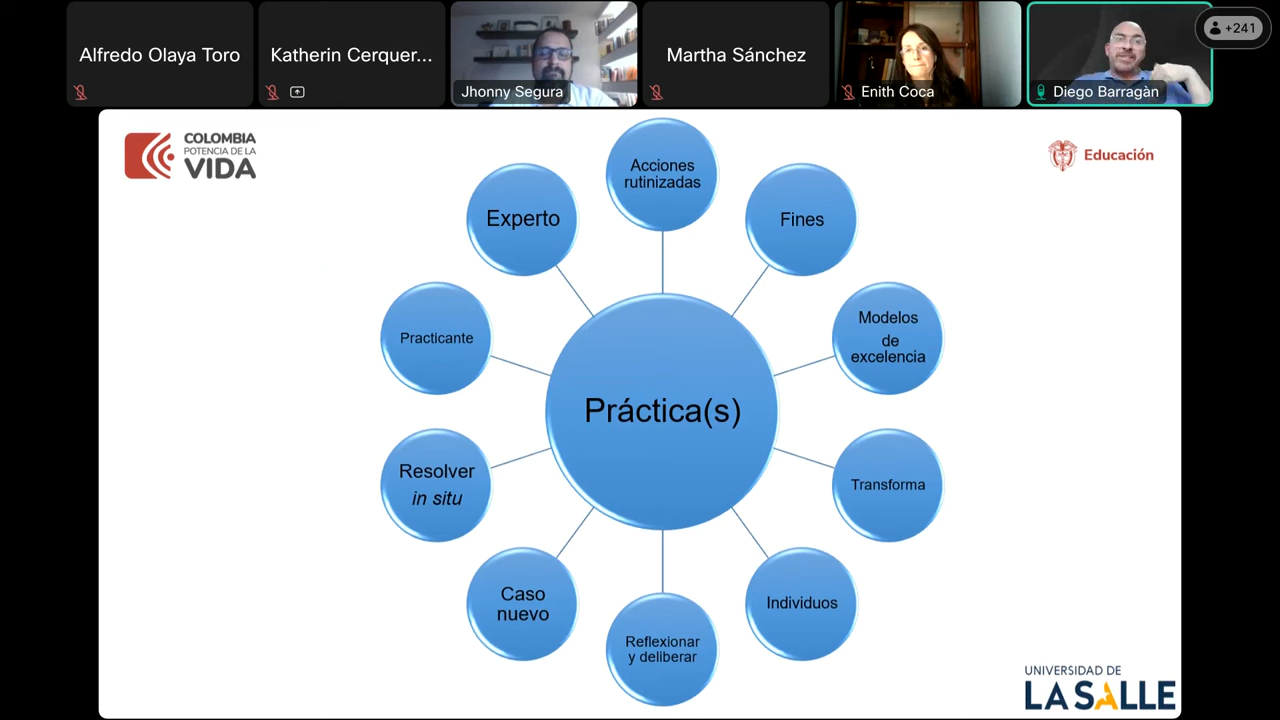 Alfredo Olaya Toro
Katherin Cerquer...
Jhonny Segura
Martha Sánchez
Enith Coca
Diego Barragàn
+241
COLOMBIA
POTENCIA DE LA
VIDA
Educación
Acciones
rutinizadas
Fines
Modelos
de
excelencia
Transforma
Individuos
Reflexionar
y deliberar
Caso
nuevo
Resolver
in situ
Practicante
Experto
Práctica(s)
UNIVERSIDAD DE
LA SALLE